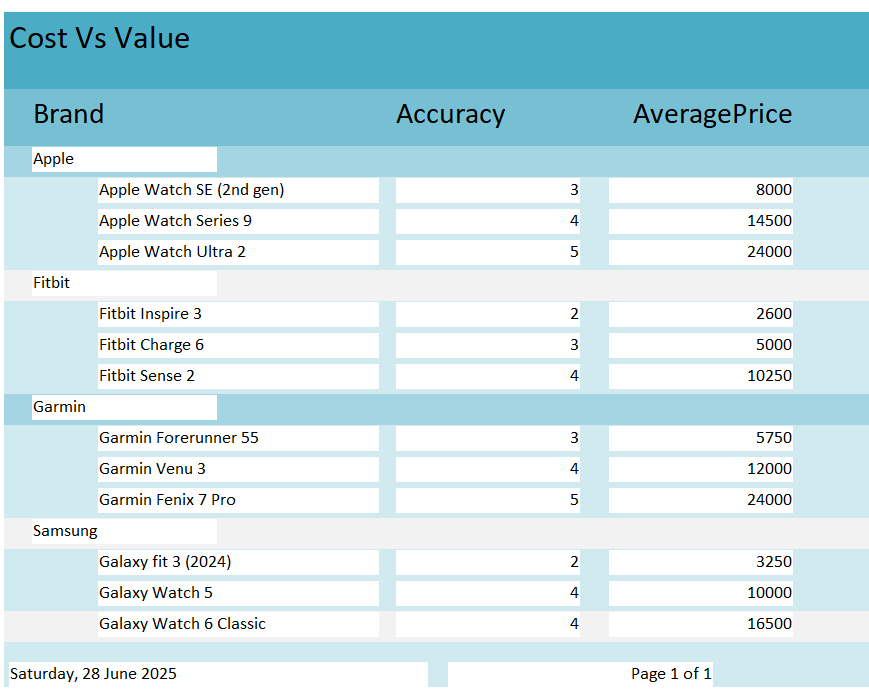 Cost Vs Value
Brand Accuracy AveragePrice
Apple
Apple Watch SE (2nd gen) 3 8000
Apple Watch Series 9 4 14500
Apple Watch Ultra 2 5 24000
Fitbit
Fitbit Inspire 3 2 2600
Fitbit Charge 6 3 5000
Fitbit Sense 2 4 10250
Garmin
Garmin Forerunner 55 3 5750
Garmin Venu 3 4 12000
Garmin Fenix 7 Pro 5 24000
Samsung
Galaxy fit 3 (2024) 2 3250
Galaxy Watch 5 4 10000
Galaxy Watch 6 Classic 4 16500
Saturday, 28 June 2025 Page 1 of 1